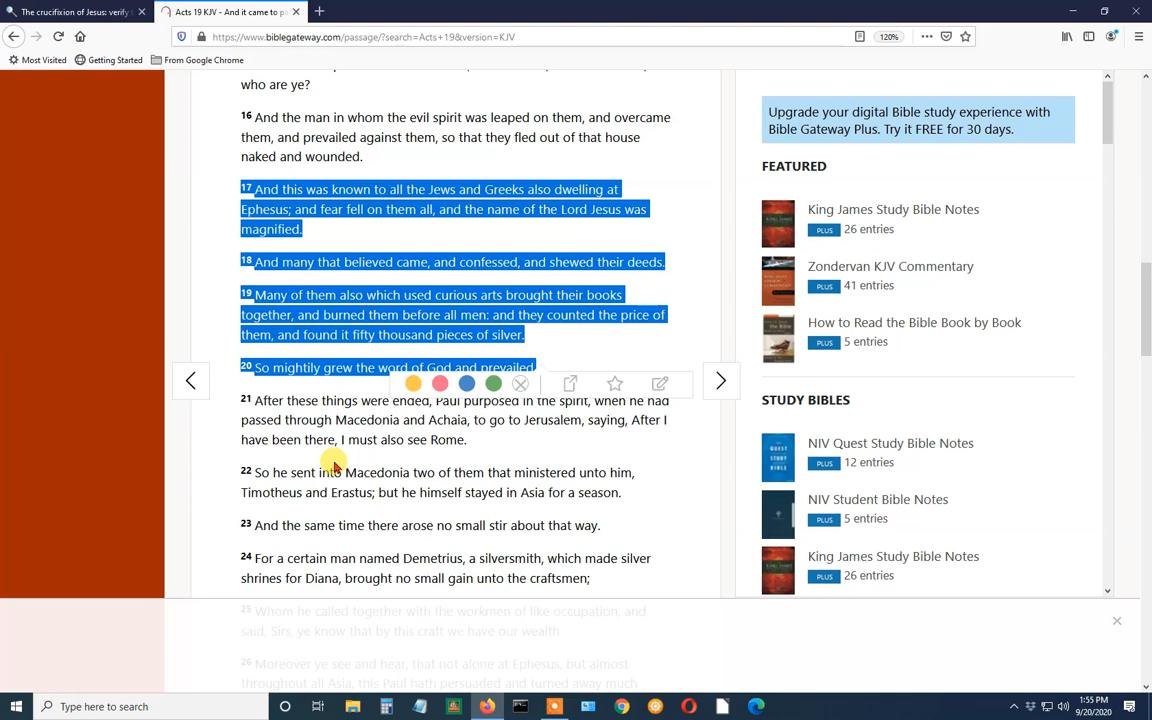 The crucifixion of Jesus: verify
Acts 19 KJV - And it came to pa
https://www.biblegateway.com/passage/?search=Acts+19&version=KJV
120%
Most Visited
Getting Started
From Google Chrome
who are ye?
16 And the man in whom the evil spirit was leaped on them, and overcame
them, and prevailed against them, so that they fled out of that house
naked and wounded.
17 And this was known to all the Jews and Greeks also dwelling at
Ephesus; and fear fell on them all, and the name of the Lord Jesus was
magnified.
18 And many that believed came, and confessed, and shewed their deeds.
19 Many of them also which used curious arts brought their books
together, and burned them before all men: and they counted the price of
them, and found it fifty thousand pieces of silver.
20 So mightily grew the word of God and prevailed.
21 After these things were ended, Paul purposed in the spirit, when he had
passed through Macedonia and Achaia, to go to Jerusalem, saying, After I
have been there, I must also see Rome.
22 So he sent into Macedonia two of them that ministered unto him,
Timotheus and Erastus; but he himself stayed in Asia for a season.
23 And the same time there arose no small stir about that way.
24 For a certain man named Demetrius, a silversmith, which made silver
shrines for Diana, brought no small gain unto the craftsmen;
25 Whom he called together with the workmen of like occupation, and
said, Sirs, ye know that by this craft we have our wealth
26 Moreover ye see and hear, that not alone at Ephesus, but almost
throughout all Asia, this Paul hath persuaded and turned away much
Upgrade your digital Bible study experience with
Bible Gateway Plus. Try it FREE for 30 days.
FEATURED
King James Study Bible Notes
PLUS 26 entries
Zondervan KJV Commentary
PLUS 41 entries
How to Read the Bible Book by Book
PLUS 5 entries
STUDY BIBLES
NIV Quest Study Bible Notes
PLUS 12 entries
NIV Student Bible Notes
PLUS 5 entries
King James Study Bible Notes
PLUS 26 entries
Type here to search
1:55 PM
9/20/2020